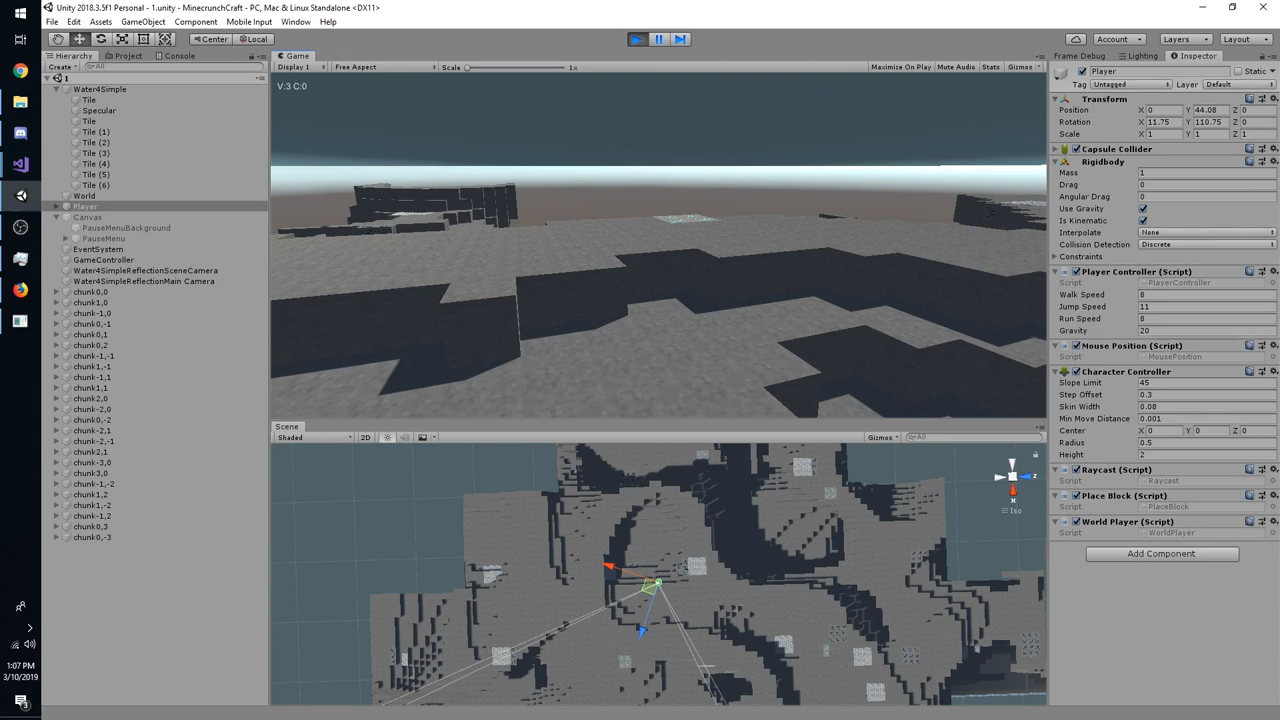 Unity 2018.3.5f1 Personal - 1.unity - MinecrunchCraft - PC, Mac & Linux Standalone <DX11>
File Edit Assets GameObject Component Mobile Input Window Help
Center Local Account Layers Layout
Hierarchy Project Console
Create All
1
Water4Simple
Tile
Specular
Tile
Tile (1)
Tile (2)
Tile (3)
Tile (4)
Tile (5)
Tile (6)
World
Player
Canvas
PauseMenuBackground
PauseMenu
EventSystem
GameController
Water4SimpleReflectionSceneCamera
Water4SimpleReflectionMain Camera
chunk0,0
chunk1,0
chunk-1,0
chunk0,-1
chunk0,1
chunk0,2
chunk-1,-1
chunk1,-1
chunk-1,1
chunk1,1
chunk2,0
chunk-2,0
chunk0,-2
chunk-2,1
chunk-2,-1
chunk2,1
chunk-3,0
chunk3,0
chunk-1,-2
chunk1,2
chunk1,-2
chunk-1,2
chunk0,3
chunk0,-3
Game
Display 1 Free Aspect Scale 1x Maximize On Play Mute Audio Stats Gizmos
V:3 C:0
Scene
Shaded 2D Gizmos All
z
x
Iso
Frame Debug Lighting Inspector
Player Static
Tag Untagged Layer Default
Transform
Position X 0 Y 44.08 Z 0
Rotation X 11.75 Y 110.75 Z 0
Scale X 1 Y 1 Z 1
Capsule Collider
Rigidbody
Mass 1
Drag 0
Angular Drag 0
Use Gravity
Is Kinematic
Interpolate None
Collision Detection Discrete
Constraints
Player Controller (Script)
Script PlayerController
Walk Speed 8
Jump Speed 11
Run Speed 8
Gravity 20
Mouse Position (Script)
Script MousePosition
Character Controller
Slope Limit 45
Step Offset 0.3
Skin Width 0.08
Min Move Distance 0.001
Center X 0 Y 0 Z 0
Radius 0.5
Height 2
Raycast (Script)
Script Raycast
Place Block (Script)
Script PlaceBlock
World Player (Script)
Script WorldPlayer
Add Component
1:07 PM
3/10/2019
3